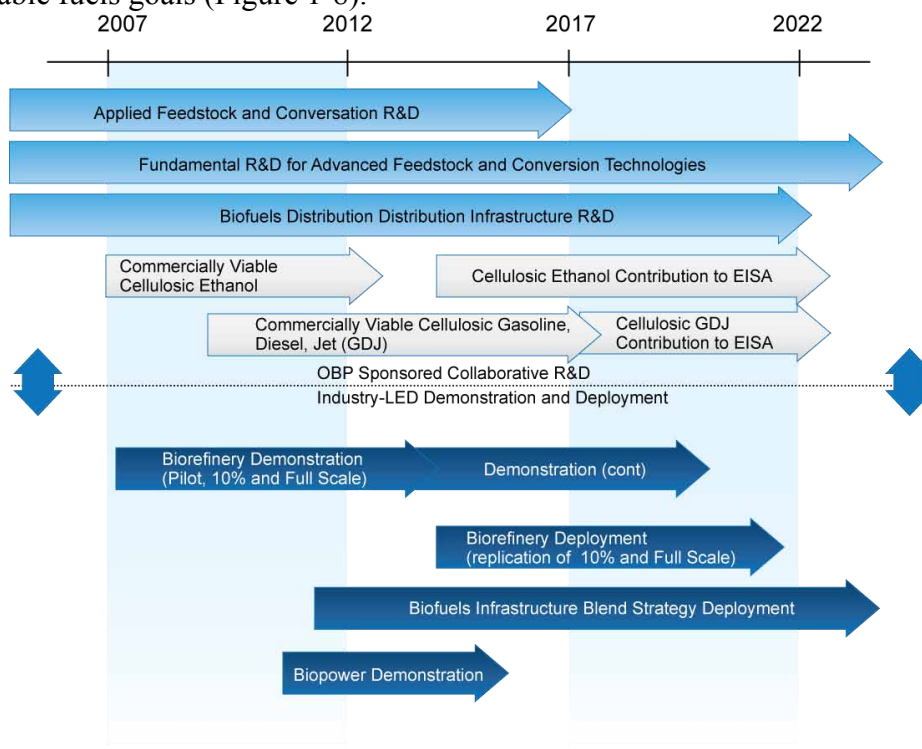 able fuels goals (Figure 1-8).
2007 2012 2017 2022
Applied Feedstock and Conversation R&D
Fundamental R&D for Advanced Feedstock and Conversion Technologies
Biofuels Distribution Distribution Infrastructure R&D
Commercially Viable
Cellulosic Ethanol
Cellulosic Ethanol Contribution to EISA
Commercially Viable Cellulosic Gasoline,
Diesel, Jet (GDJ)
Cellulosic GDJ
Contribution to EISA
OBP Sponsored Collaborative R&D
Industry-LED Demonstration and Deployment
Biorefinery Demonstration
(Pilot, 10% and Full Scale)
Demonstration (cont)
Biorefinery Deployment
(replication of 10% and Full Scale)
Biofuels Infrastructure Blend Strategy Deployment
Biopower Demonstration